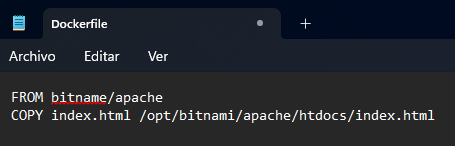 Dockerfile
Archivo Editar Ver
FROM bitname/apache
COPY index.html /opt/bitnami/apache/htdocs/index.html